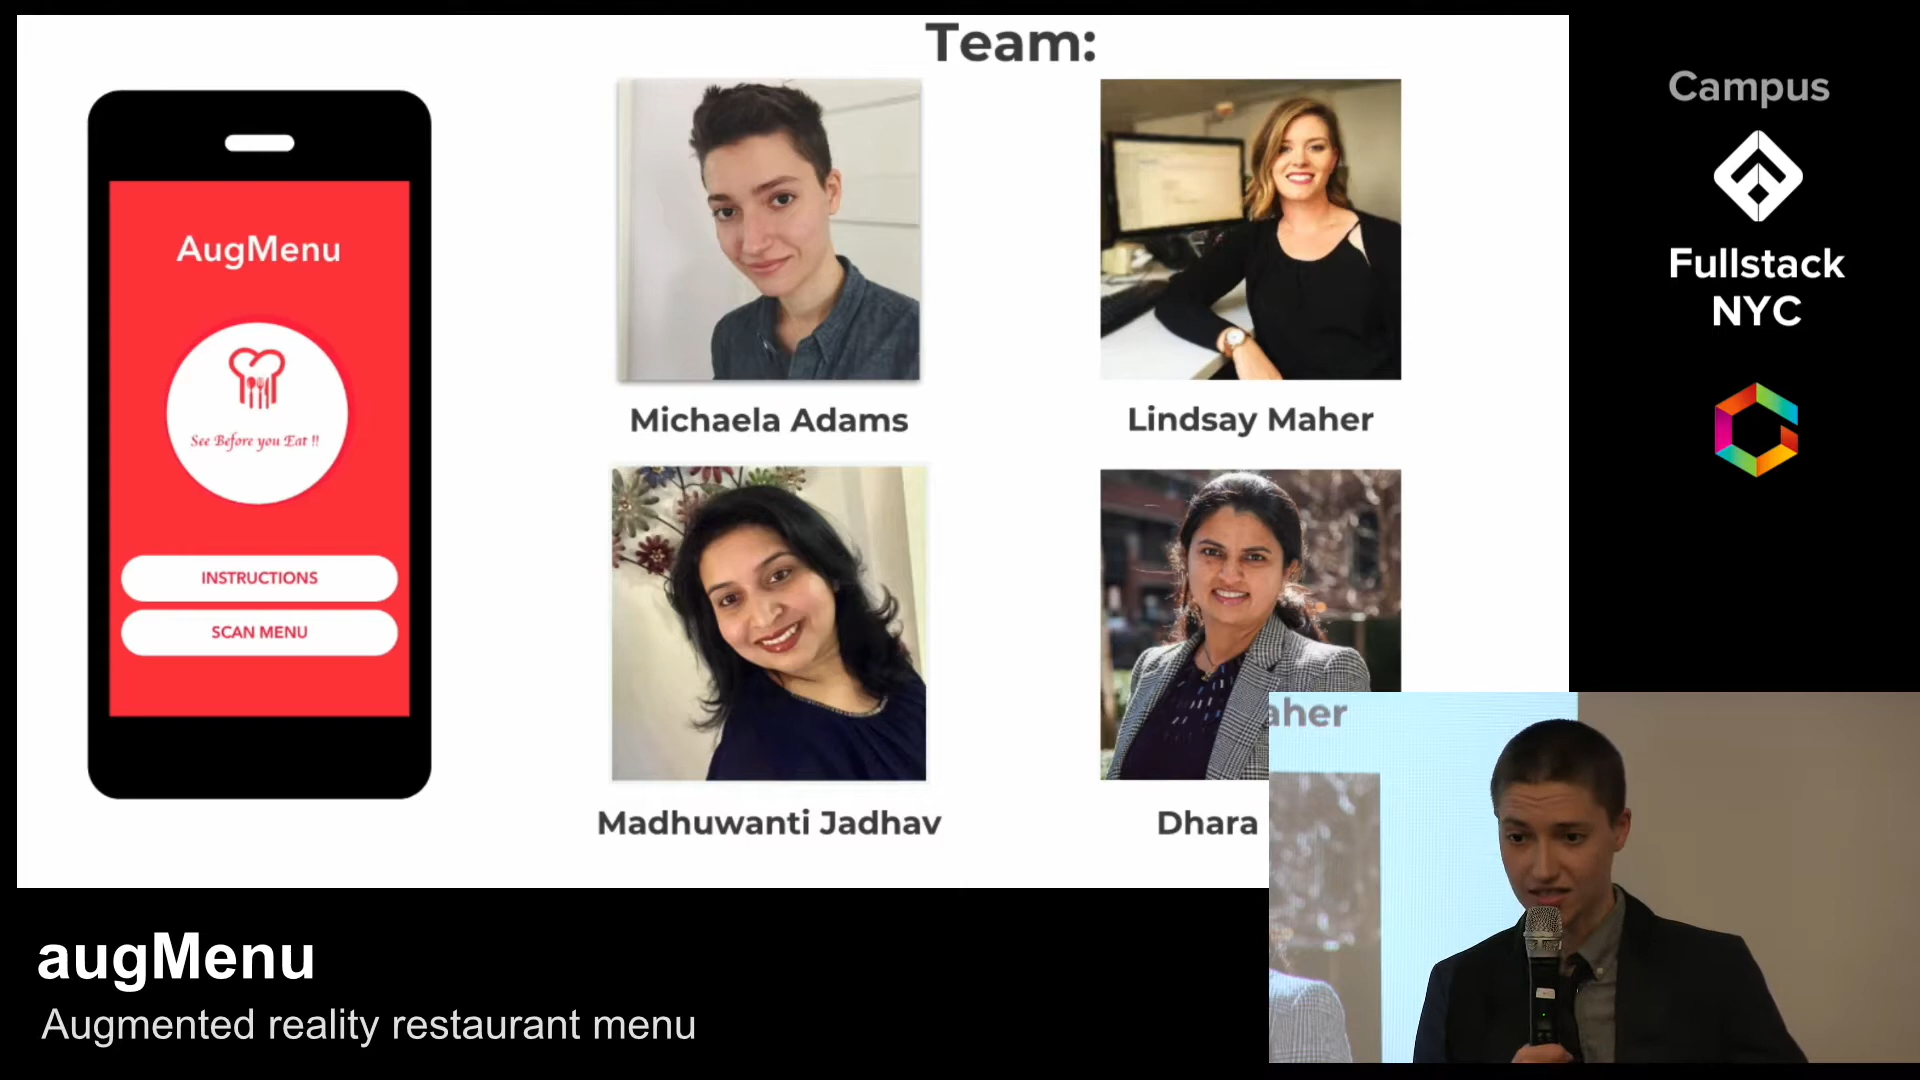 Team:
AugMenu
See Before you Eat !!
INSTRUCTIONS
SCAN MENU
Michaela Adams
Lindsay Maher
Madhuwanti Jadhav
Dhara
aher
Campus
Fullstack
NYC
augMenu
Augmented reality restaurant menu